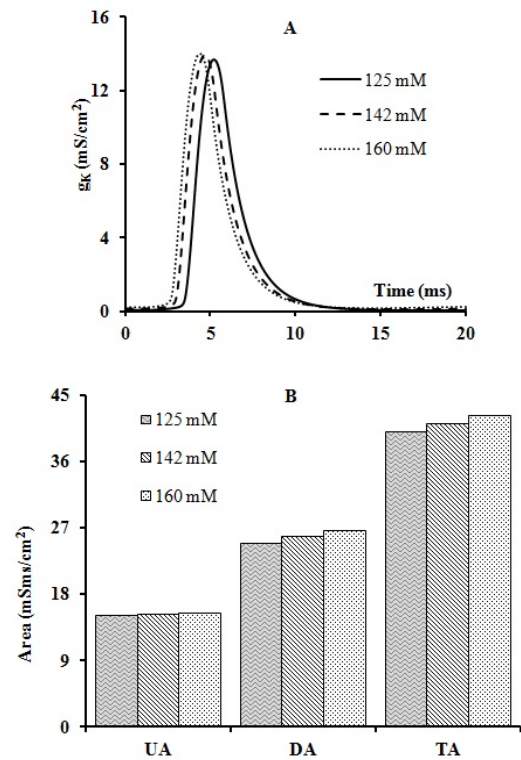 A
16
12
8
4
0
gK (mS/cm²)
125 mM
142 mM
160 mM
Time (ms)
0 5 10 15 20
B
45
36
27
18
9
0
Area (mSms/cm²)
125 mM
142 mM
160 mM
UA DA TA